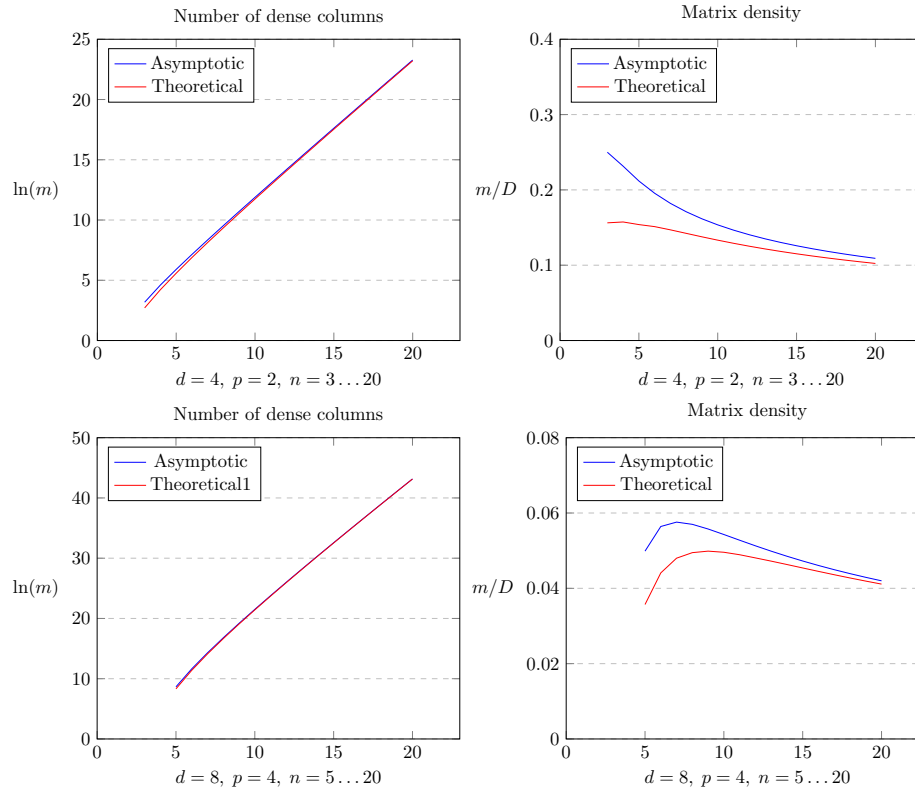 Number of dense columns
25
20
15
10
5
0
0
5
10
15
20
ln(m)
Asymptotic
Theoretical
d = 4, p = 2, n = 3 . . . 20
Matrix density
0.4
0.3
0.2
0.1
0
0
5
10
15
20
m/D
Asymptotic
Theoretical
d = 4, p = 2, n = 3 . . . 20
Number of dense columns
50
40
30
20
10
0
0
5
10
15
20
ln(m)
Asymptotic
Theoretical1
d = 8, p = 4, n = 5 . . . 20
Matrix density
0.08
0.06
0.04
0.02
0
0
5
10
15
20
m/D
Asymptotic
Theoretical
d = 8, p = 4, n = 5 . . . 20